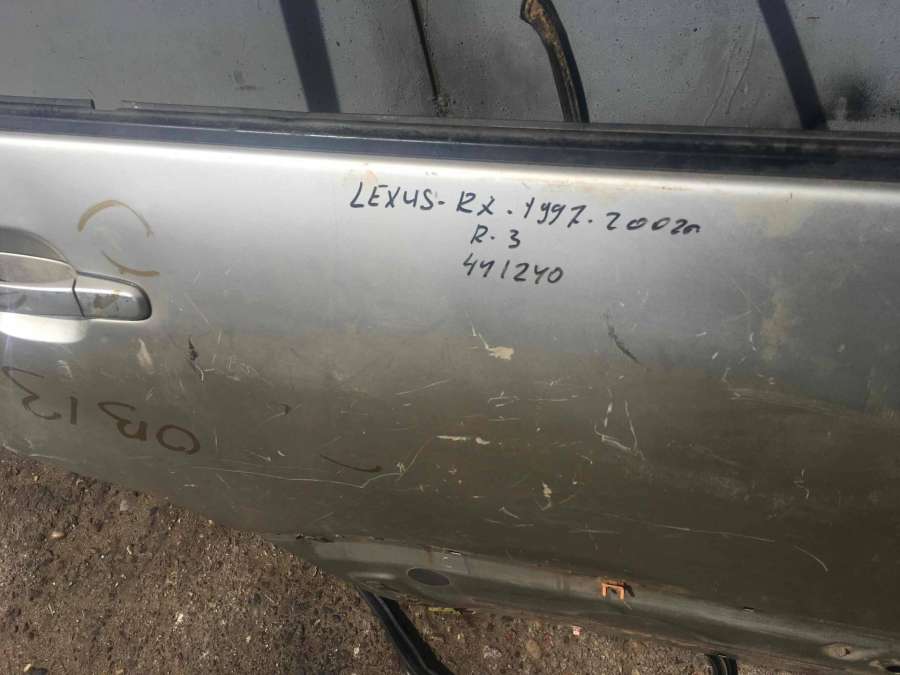 LEXUS - RX . 1997 . 2002г
R . 3
441240